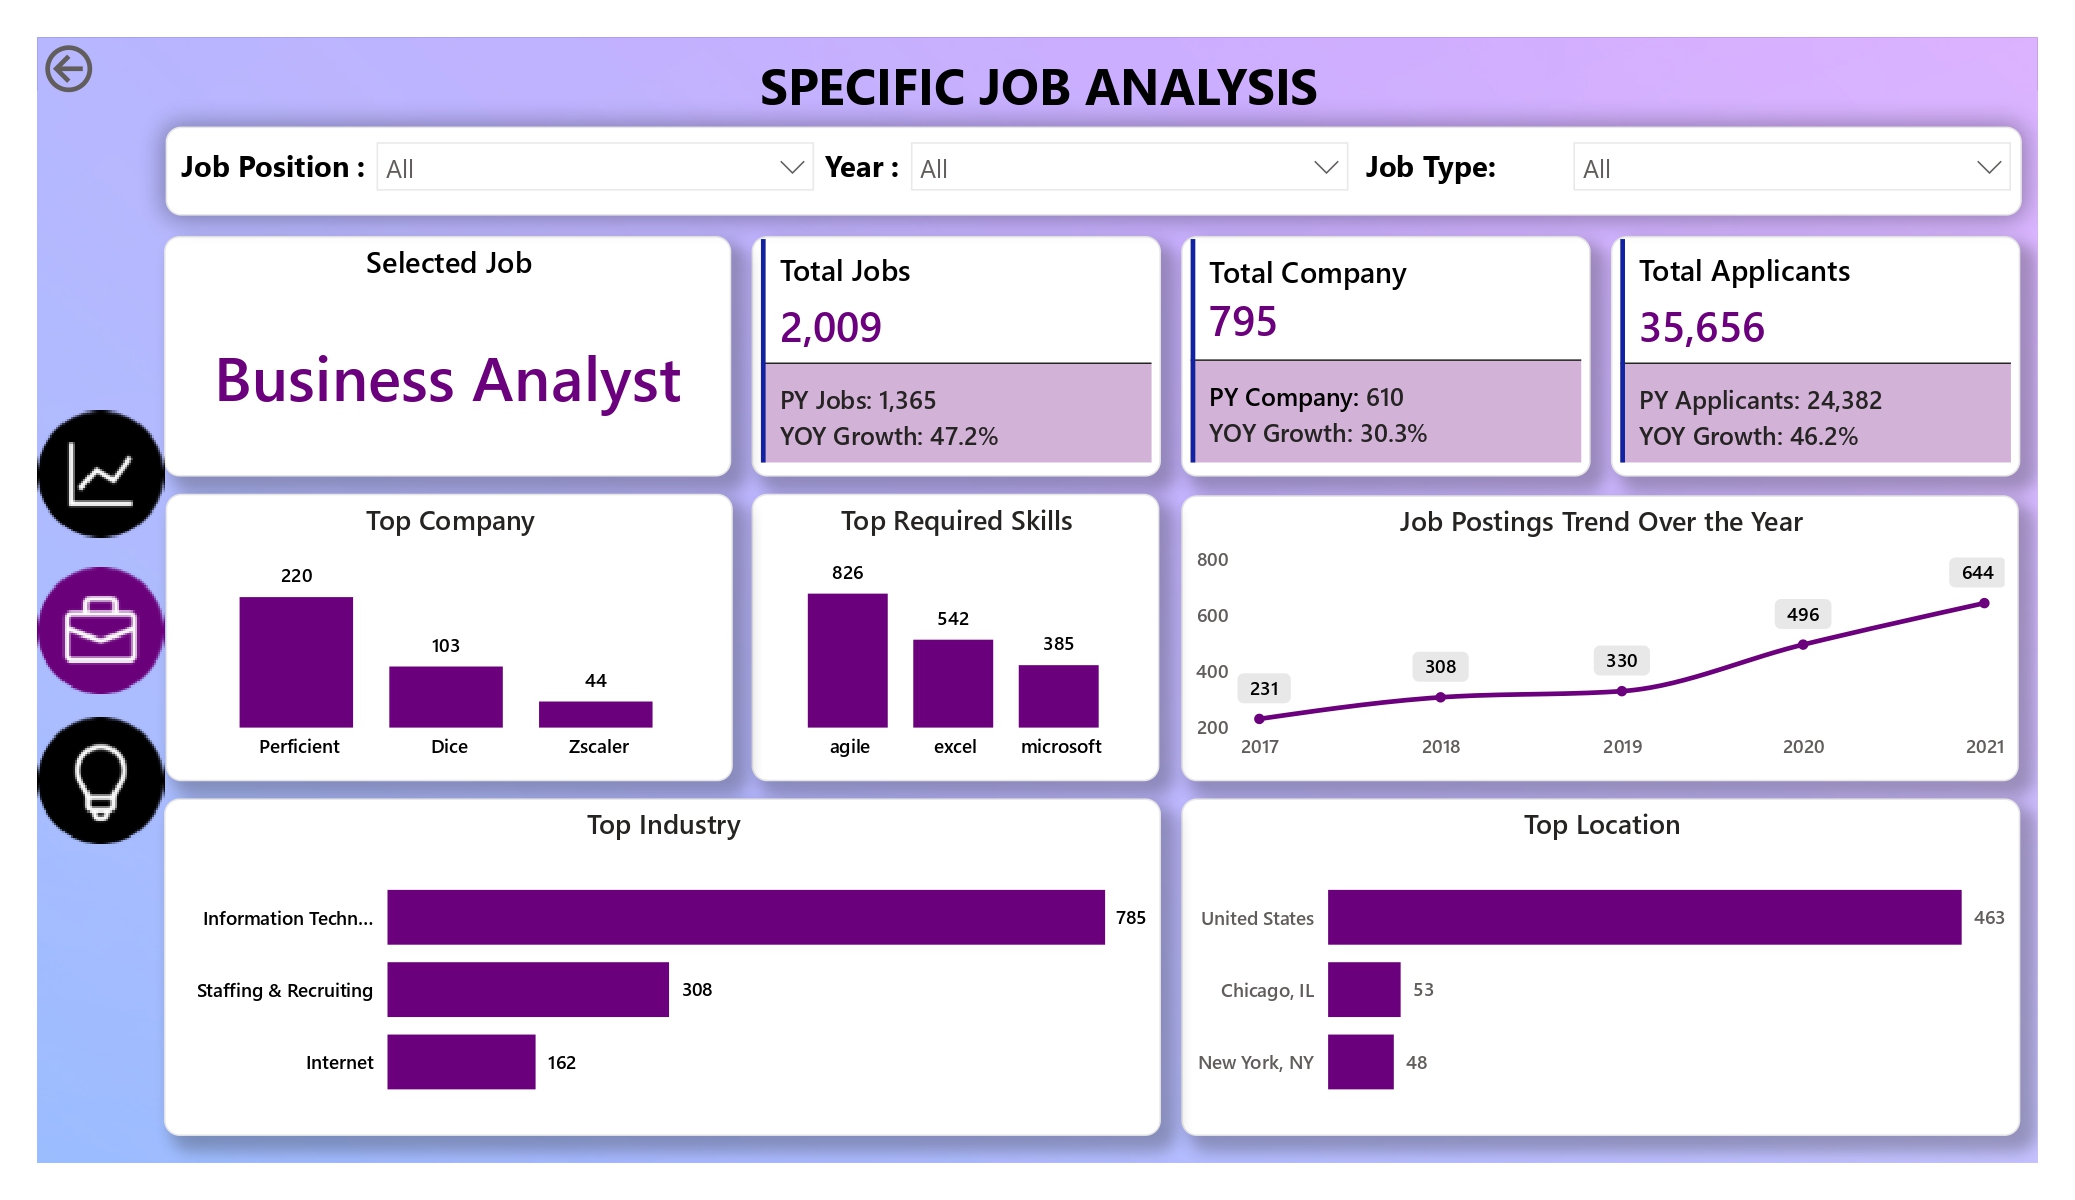 SPECIFIC JOB ANALYSIS
Job Position : All Year : All Job Type: All
Selected Job
Business Analyst
Total Jobs
2,009
PY Jobs: 1,365
YOY Growth: 47.2%
Total Company
795
PY Company: 610
YOY Growth: 30.3%
Total Applicants
35,656
PY Applicants: 24,382
YOY Growth: 46.2%
Top Company
220
103
44
Perficient Dice Zscaler
Top Required Skills
826
542
385
agile excel microsoft
Job Postings Trend Over the Year
800
600
400
200
231
308
330
496
644
2017 2018 2019 2020 2021
Top Industry
Information Techn... 785
Staffing & Recruiting 308
Internet 162
Top Location
United States 463
Chicago, IL 53
New York, NY 48